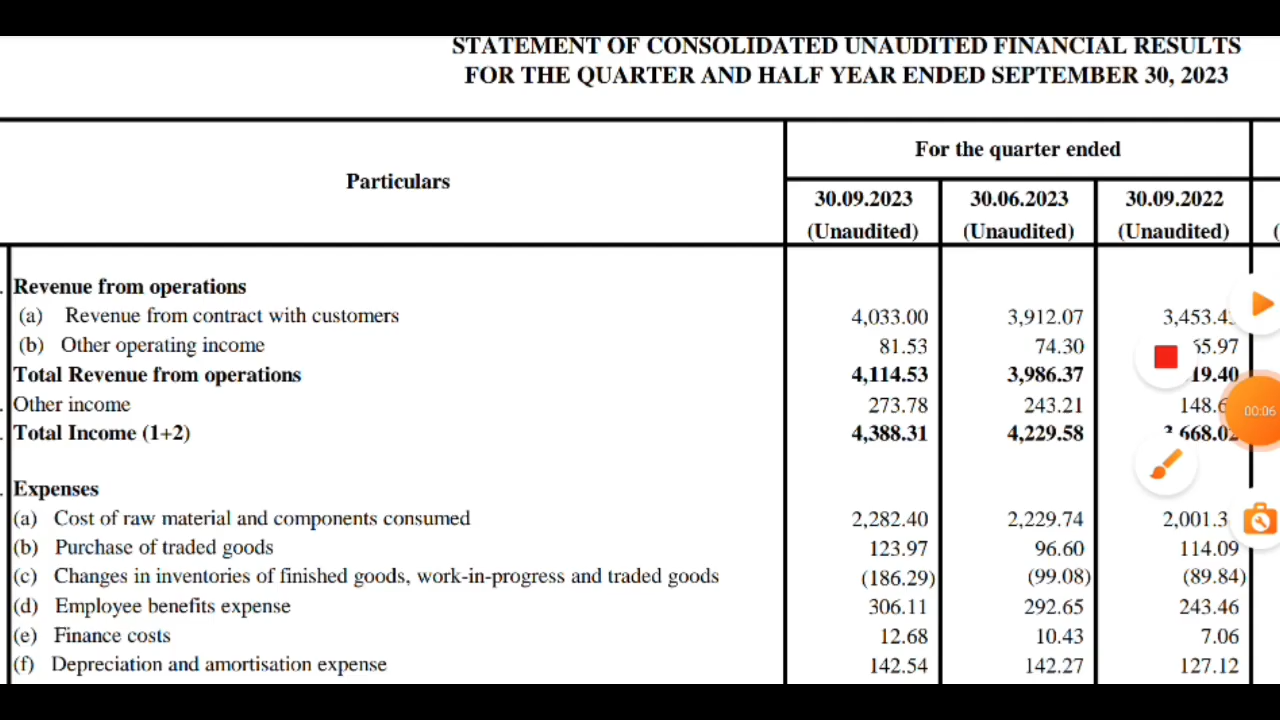 STATEMENT OF CONSOLIDATED UNAUDITED FINANCIAL RESULTS
FOR THE QUARTER AND HALF YEAR ENDED SEPTEMBER 30, 2023
Particulars
For the quarter ended
30.09.2023 30.06.2023 30.09.2022
(Unaudited) (Unaudited) (Unaudited)
Revenue from operations
(a) Revenue from contract with customers 4,033.00 3,912.07
(b) Other operating income 81.53 74.30
Total Revenue from operations 4,114.53 3,986.37
Other income 273.78 243.21
Total Income (1+2) 4,388.31 4,229.58
00:06
Expenses
(a) Cost of raw material and components consumed 2,282.40 2,229.74
(b) Purchase of traded goods 123.97 96.60 114.09
(c) Changes in inventories of finished goods, work-in-progress and traded goods (186.29) (99.08) (89.84)
(d) Employee benefits expense 306.11 292.65 243.46
(e) Finance costs 12.68 10.43 7.06
(f) Depreciation and amortisation expense 142.54 142.27 127.12